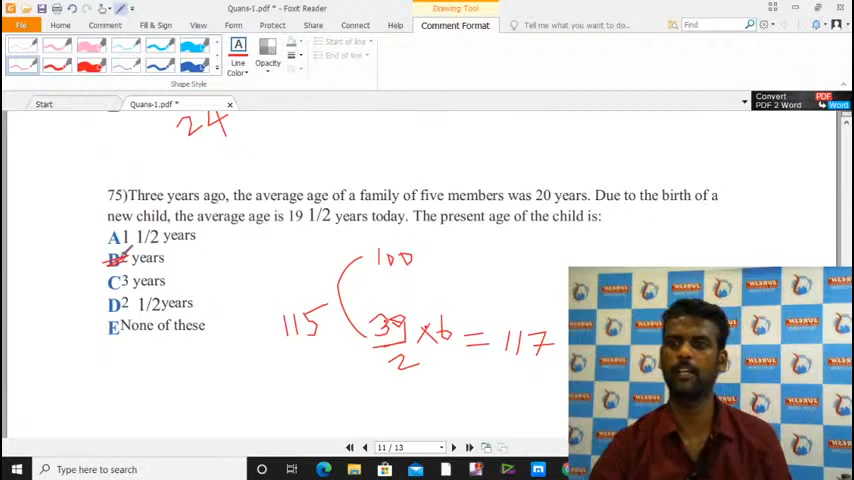 Quans-1.pdf * - Foxit Reader
Drawing Tool
File
Home
Comment
Fill & Sign
View
Form
Protect
Share
Connect
Help
Comment Format
Tell me what you want to do...
Find
Line Color
Opacity
Start of line
End of line
Shape Style
Start
Quans-1.pdf *
Convert PDF
PDF 2 Word Word
24
75)Three years ago, the average age of a family of five members was 20 years. Due to the birth of a
new child, the average age is 19 1/2 years today. The present age of the child is:
A1 1/2 years
B2 years
C3 years
D2 1/2years
ENone of these
100
115
39/2 × 6 = 117
11 / 13
Type here to search